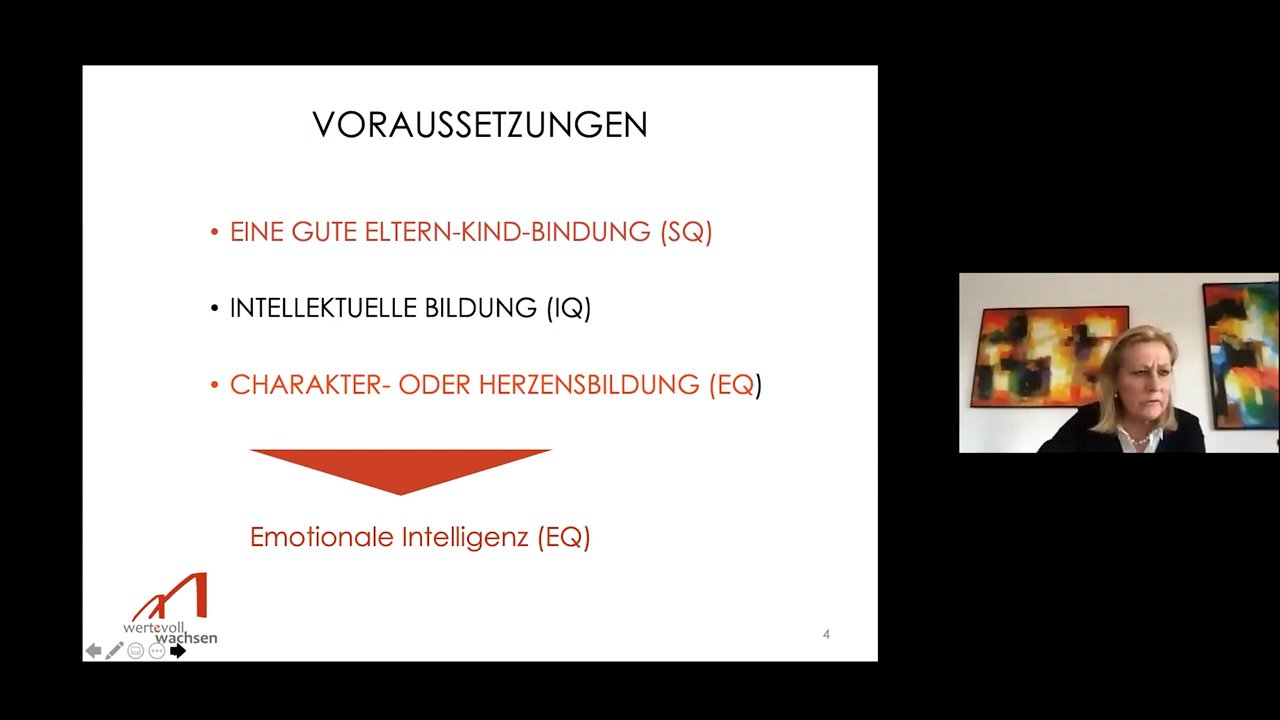 VORAUSSETZUNGEN
• EINE GUTE ELTERN-KIND-BINDUNG (SQ)
• INTELLEKTUELLE BILDUNG (IQ)
• CHARAKTER- ODER HERZENSBILDUNG (EQ)
Emotionale Intelligenz (EQ)
wertevoll
wachsen
4